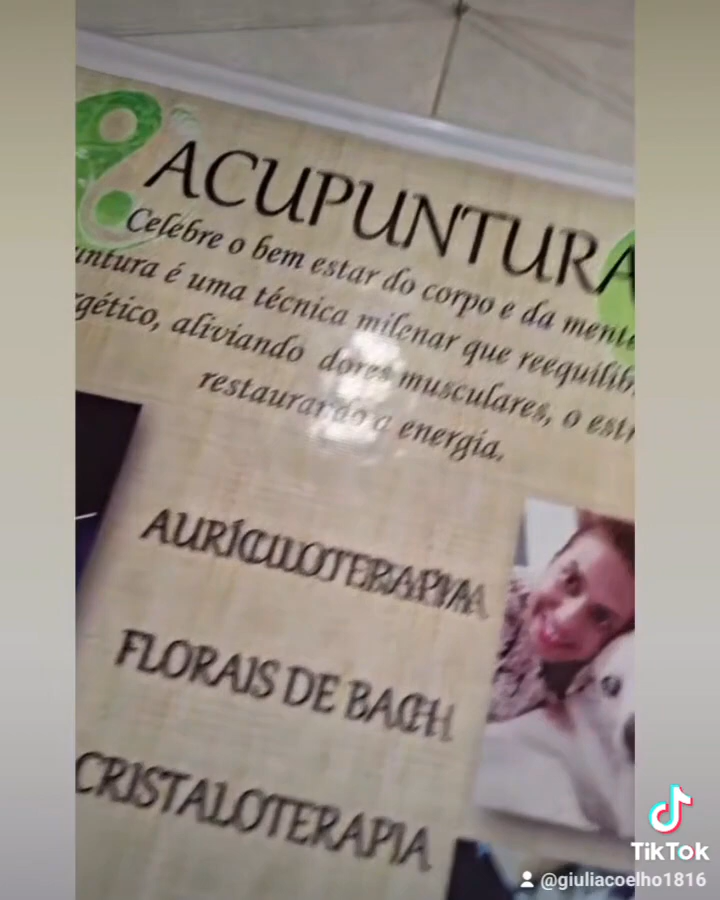 ACUPUNTURA
Celebre o bem estar do corpo e da mente
untura é uma técnica milenar que reequilib
gético, aliviando dores musculares, o estr
restaurando a energia.
AURÍCULOTERAPIA
FLORAIS DE BACH
CRISTALOTERAPIA
TikTok
@giuliacoelho1816